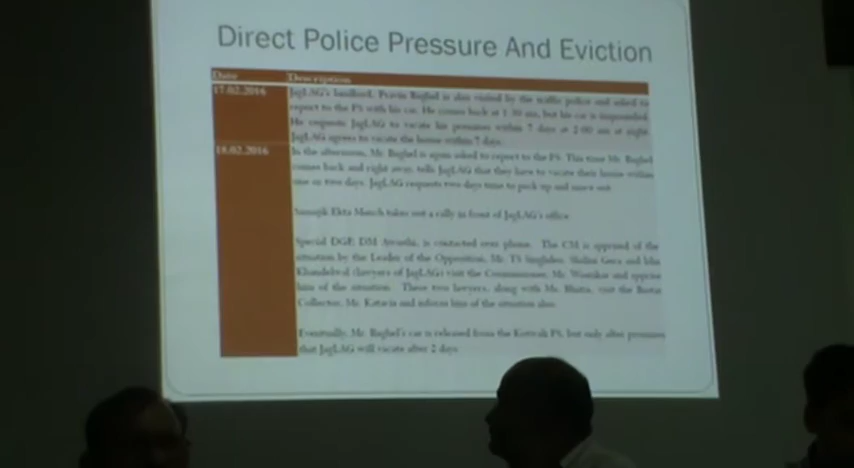 Direct Police Pressure And Eviction
Date Description
17.02.2016 JagLAG's landlord, Pravin Baghel is also visited by the traffic police and asked to
report to the PS with his car. He comes back at 1:30 am, but his car is impounded.
He requests JagLAG to vacate his premises within 7 days at 2:00 am at night.
JagLAG agrees to vacate the house within 7 days.
18.02.2016 In the afternoon, Mr. Baghel is again asked to report to the PS. This time Mr. Baghel
comes back and right away tells JagLAG that they have to vacate their home within
one or two days. JagLAG requests two days time to pack up and move out.
Samajik Ekta Manch takes out a rally in front of JagLAG's office
Special DGP, DM Awasthi, is contacted over phone. The CM is apprised of the
situation by the Leader of the Opposition, Mr. TS Singhdeo. Shalini Gera and Isha
Khandelwal (lawyers of JagLAG) visit the Commissioner, Mr. and apprise
him of the situation. These two lawyers, along with Ms. Bhatia, visit the Bastar
Collector, Mr. Kataria and inform him of the situation also.
Eventually, Mr. Baghel's car is released from the Kotwali PS, but only after promises
that JagLAG will vacate after 2 days